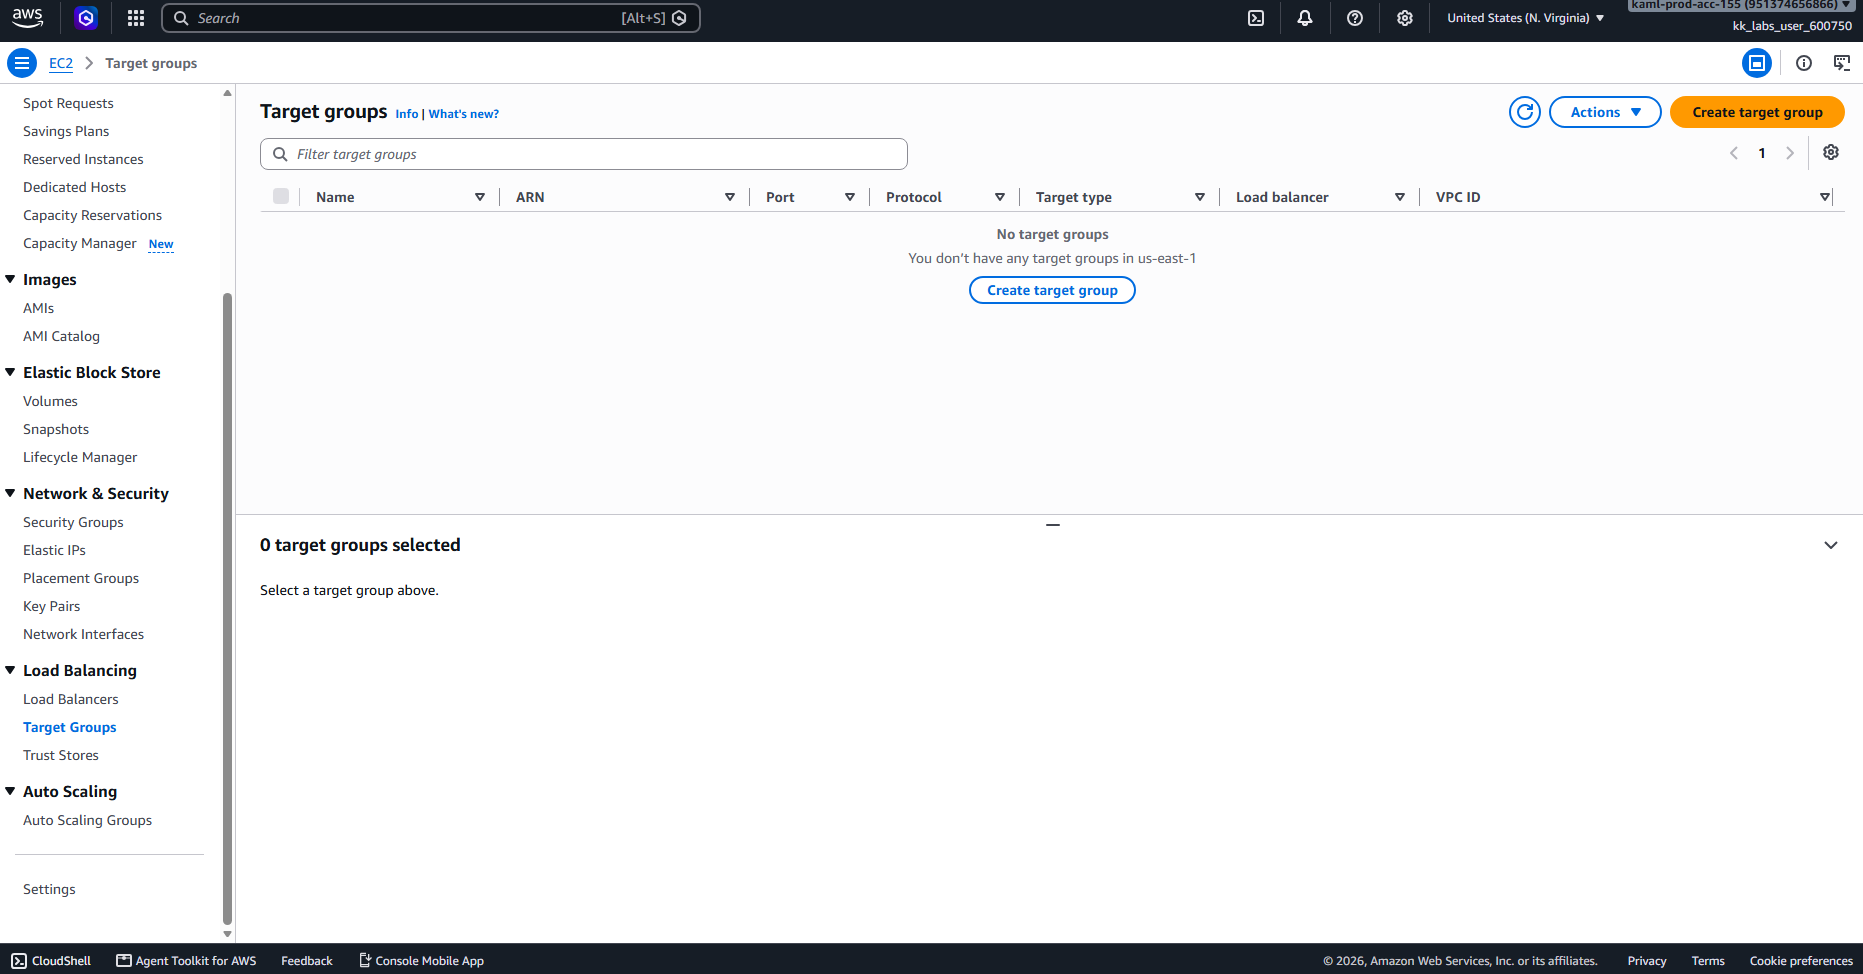 aws
Search [Alt+S]
United States (N. Virginia)
kaml-prod-acc-155 (951374656866)
kk_labs_user_600750
EC2 > Target groups
Spot Requests
Savings Plans
Reserved Instances
Dedicated Hosts
Capacity Reservations
Capacity Manager New
Images
AMIs
AMI Catalog
Elastic Block Store
Volumes
Snapshots
Lifecycle Manager
Network & Security
Security Groups
Elastic IPs
Placement Groups
Key Pairs
Network Interfaces
Load Balancing
Load Balancers
Target Groups
Trust Stores
Auto Scaling
Auto Scaling Groups
Settings
Target groups Info | What's new?
Actions
Create target group
Filter target groups
1
Name ARN Port Protocol Target type Load balancer VPC ID
No target groups
You don't have any target groups in us-east-1
Create target group
0 target groups selected
Select a target group above.
CloudShell Agent Toolkit for AWS Feedback Console Mobile App
© 2026, Amazon Web Services, Inc. or its affiliates. Privacy Terms Cookie preferences